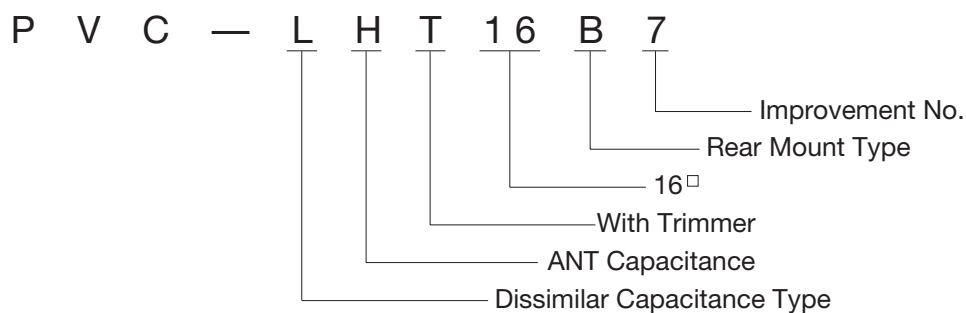 P V C — L H T 16 B 7
Improvement No.
Rear Mount Type
16□
With Trimmer
ANT Capacitance
Dissimilar Capacitance Type